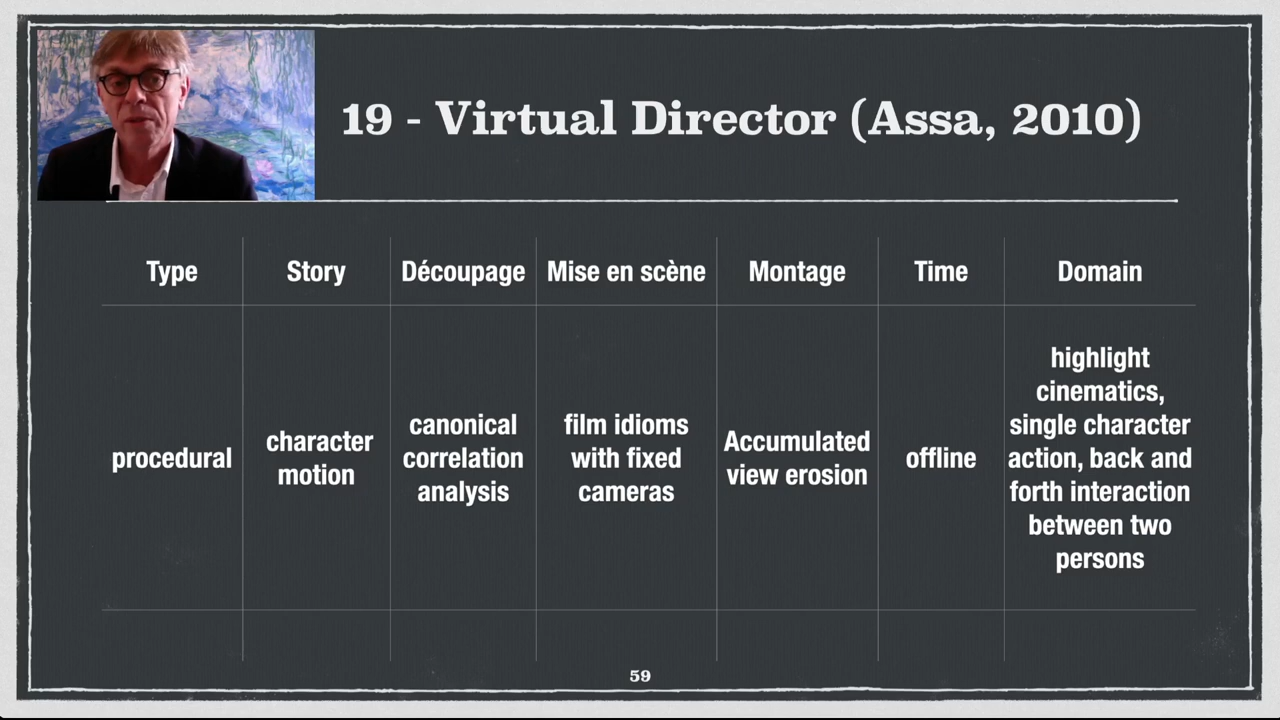 19 - Virtual Director (Assa, 2010)
Type
Story
Découpage
Mise en scène
Montage
Time
Domain
procedural
character
motion
canonical
correlation
analysis
film idioms
with fixed
cameras
Accumulated
view erosion
offline
highlight
cinematics,
single character
action, back and
forth interaction
between two
persons
59